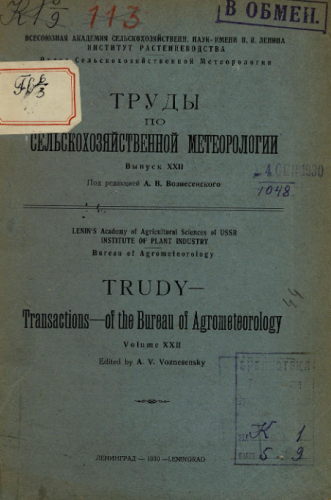 113
В ОБМЕН.
ВСЕСОЮЗНАЯ АКАДЕМИЯ СЕЛЬСКОХОЗЯЙСТВЕНН. НАУК-ИМЕНИ В. И. ЛЕНИНА
ИНСТИТУТ РАСТЕНИЕВОДСТВА
Сельскохозяйственной Метеорологии
ТРУДЫ
ПО
СЕЛЬСКОХОЗЯЙСТВЕННОЙ МЕТЕОРОЛОГИИ
Выпуск XXII
Под редакцией А. В. Вознесенского
1048.
LENIN'S Academy of Agricultural Sciences of USSR
INSTITUTE OF PLANT INDUSTRY
Bureau of Agrometeorology
TRUDY—
Transactions—of the Bureau of Agrometeorology
Volume XXII
Edited by A. V. Voznesensky
К 1
5 9
ЛЕНИНГРАД — 1930 —LENINGRAD